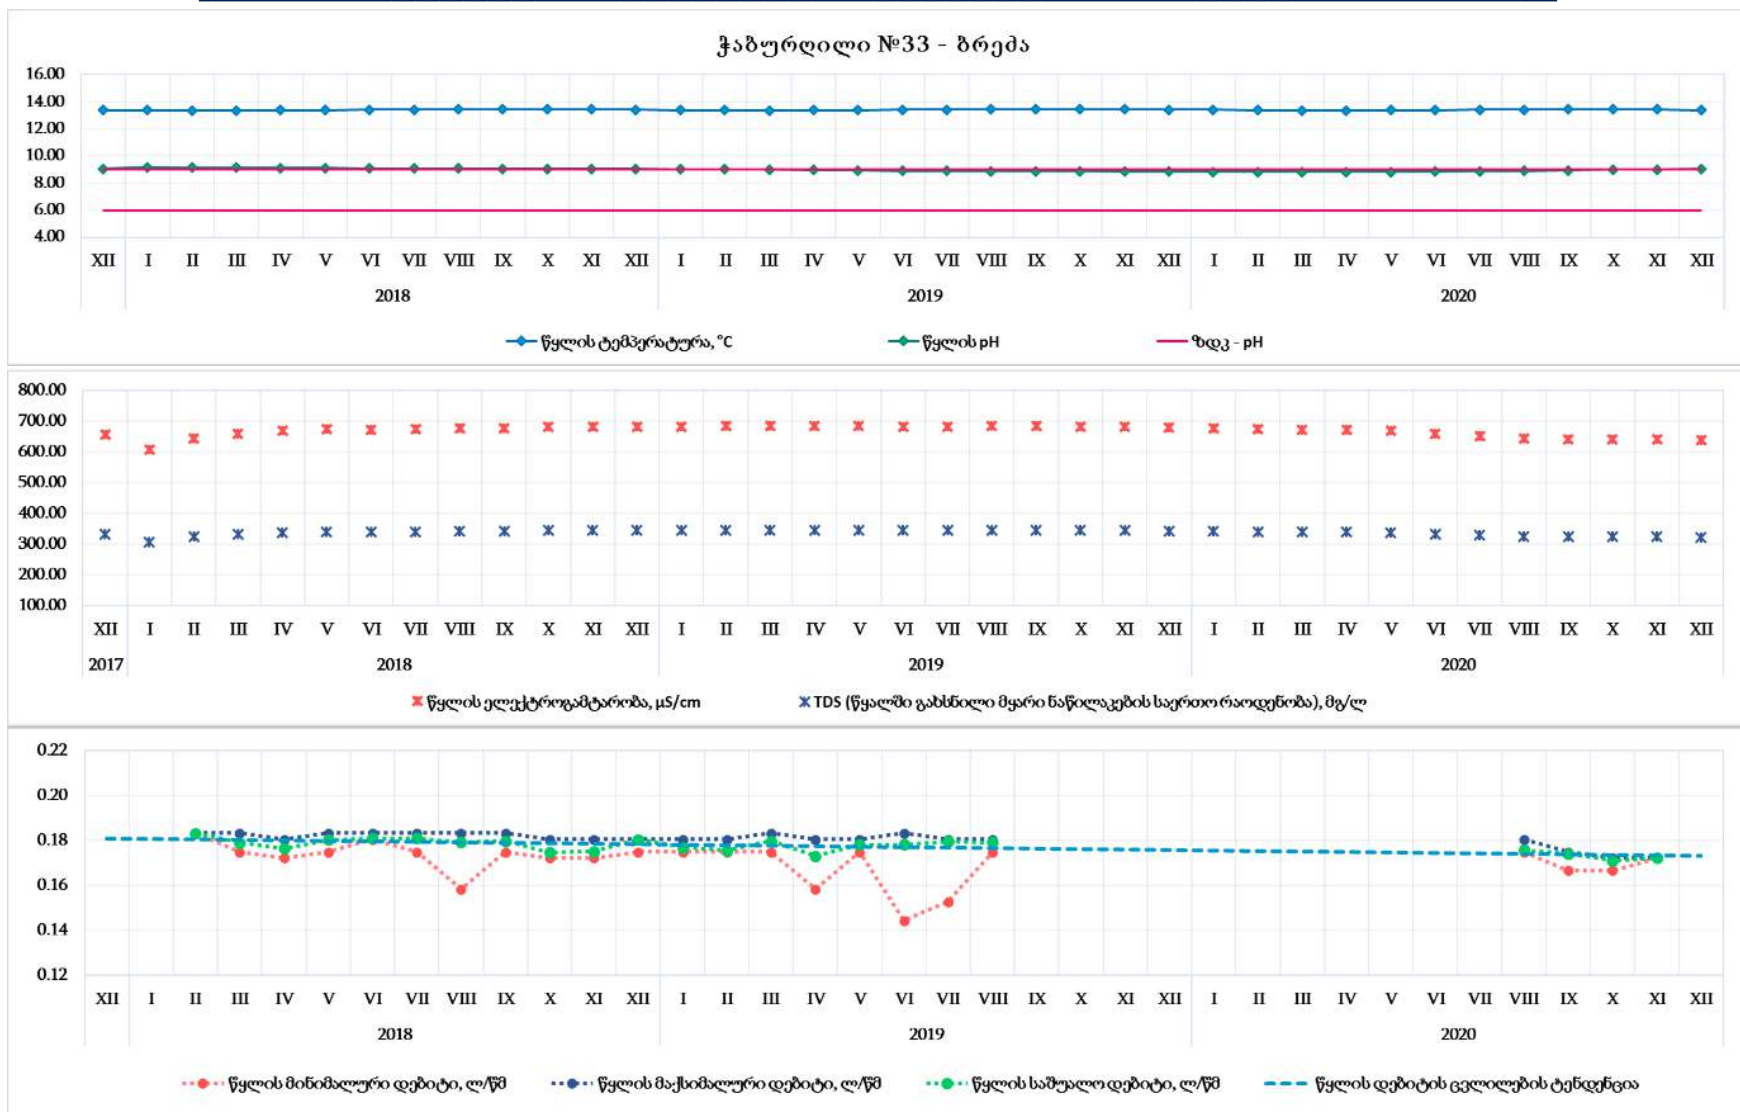 ჭაბურღილი №33 - ბრეძა
16.00
14.00
12.00
10.00
8.00
6.00
4.00
XII I II III IV V VI VII VIII IX X XI XII I II III IV V VI VII VIII IX X XI XII I II III IV V VI VII VIII IX X XI XII
2018 2019 2020
წყლის ტემპერატურა, °C წყლის pH ზდკ - pH
800.00
700.00
600.00
500.00
400.00
300.00
200.00
100.00
XII I II III IV V VI VII VIII IX X XI XII I II III IV V VI VII VIII IX X XI XII I II III IV V VI VII VIII IX X XI XII
2017 2018 2019 2020
წყლის ელექტროგამტარობა, µS/cm TDS (წყალში გახსნილი მყარი ნაწილაკების საერთო რაოდენობა), მგ/ლ
0.22
0.20
0.18
0.16
0.14
0.12
XII I II III IV V VI VII VIII IX X XI XII I II III IV V VI VII VIII IX X XI XII I II III IV V VI VII VIII IX X XI XII
2018 2019 2020
წყლის მინიმალური დებიტი, ლ/წმ წყლის მაქსიმალური დებიტი, ლ/წმ წყლის საშუალო დებიტი, ლ/წმ წყლის დებიტის ცვლილების ტენდენცია